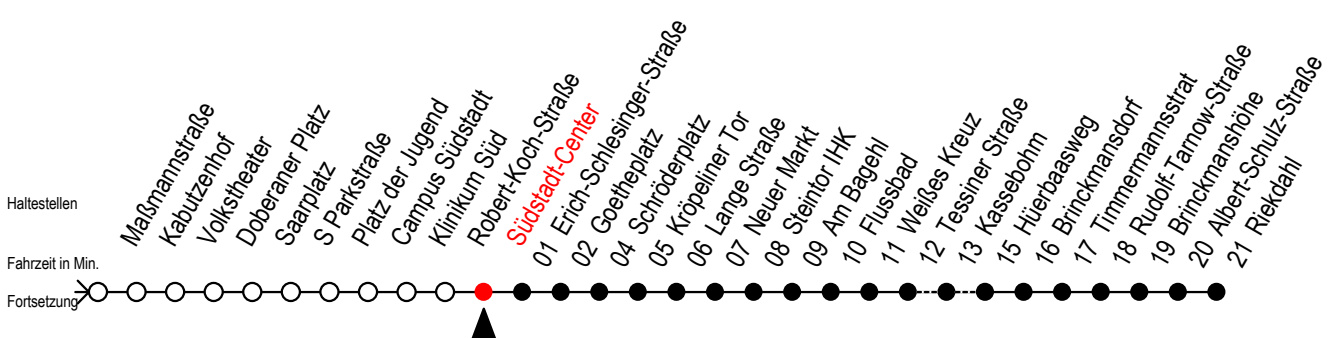 Haltestellen
Fahrzeit in Min.
Fortsetzung
Maßmannstraße
Kabutzenhof
Volkstheater
Doberaner Platz
Saarplatz
S Parkstraße
Platz der Jugend
Campus Südstadt
Klinikum Süd
Robert-Koch-Straße
Südstadt-Center
01 Erich-Schlesinger-Straße
02 Goetheplatz
04 Schröderplatz
05 Kröpeliner Tor
06 Lange Straße
07 Neuer Markt
08 Steintor IHK
09 Am Bagehl
10 Flussbad
11 Weißes Kreuz
12 Tessiner Straße
13 Kassebohm
15 Hüerbaasweg
16 Brinckmansdorf
17 Timmermannsstrat
18 Rudolf-Tarnow-Straße
19 Brinckmanshöhe
20 Albert-Schulz-Straße
21 Riekdahl